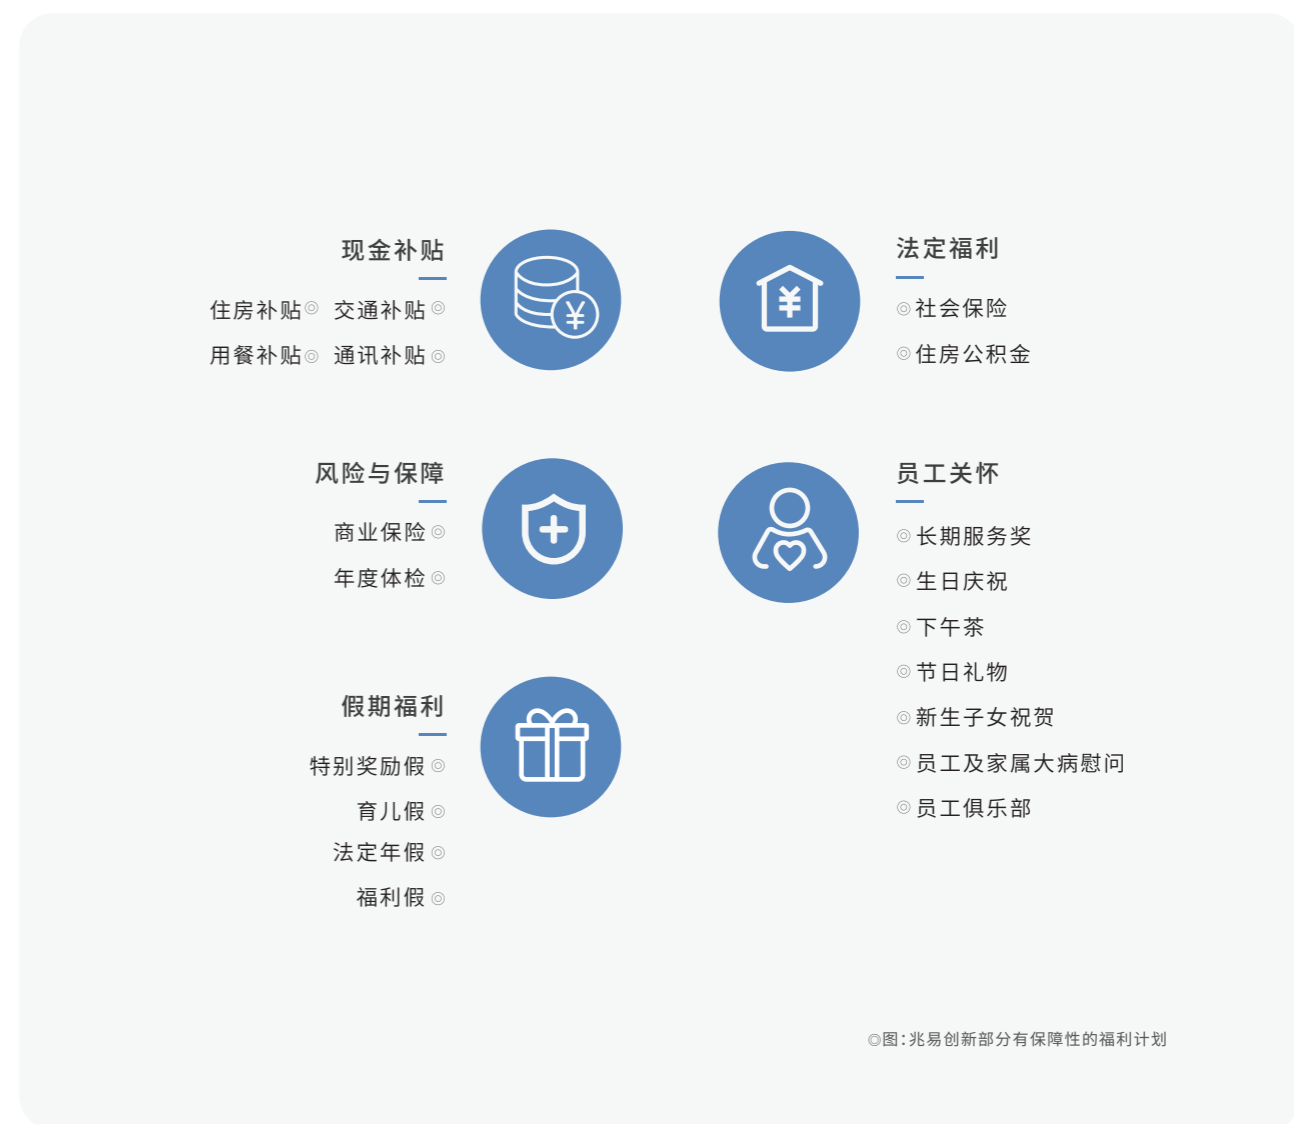 现金补贴
住房补贴◎ 交通补贴◎
用餐补贴◎ 通讯补贴◎
法定福利
◎社会保险
◎住房公积金
风险与保障
商业保险◎
年度体检◎
员工关怀
◎长期服务奖
◎生日庆祝
◎下午茶
◎节日礼物
◎新生子女祝贺
◎员工及家属大病慰问
◎员工俱乐部
假期福利
特别奖励假◎
育儿假◎
法定年假◎
福利假◎
◎图：兆易创新部分有保障性的福利计划